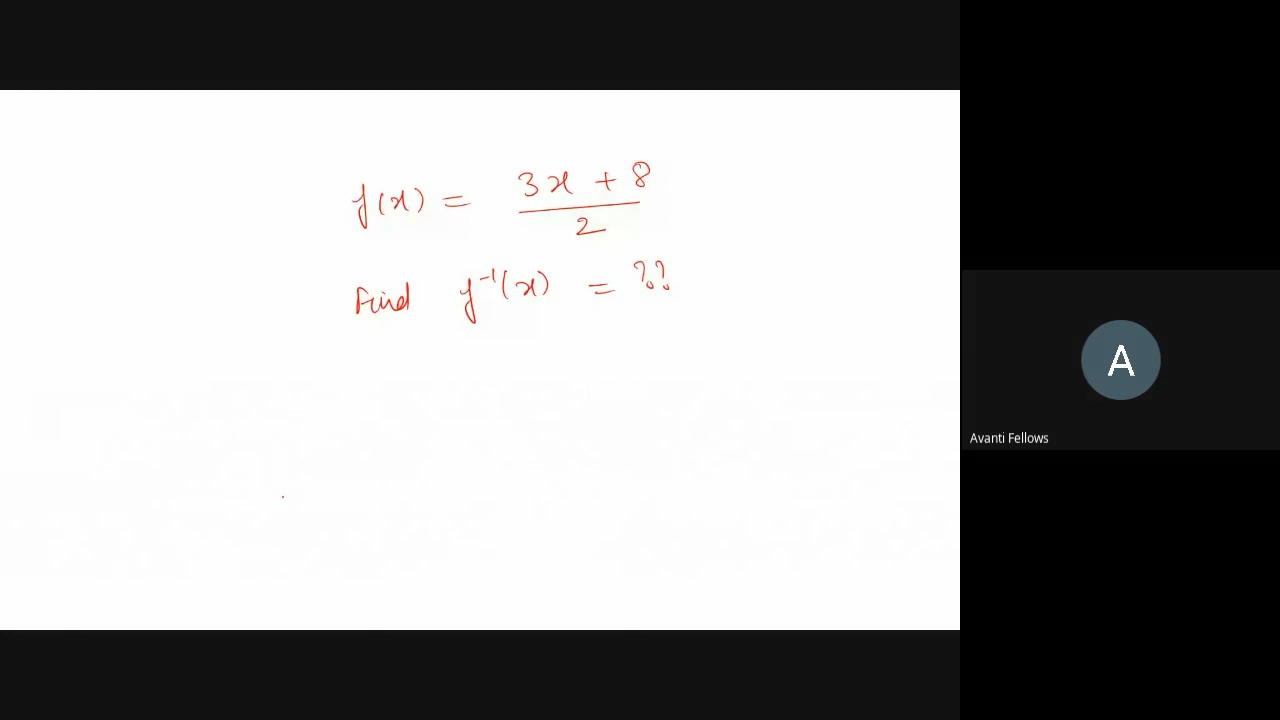 f(x) = 3x + 8 / 2
Find f⁻¹(x) = ??
A
Avanti Fellows